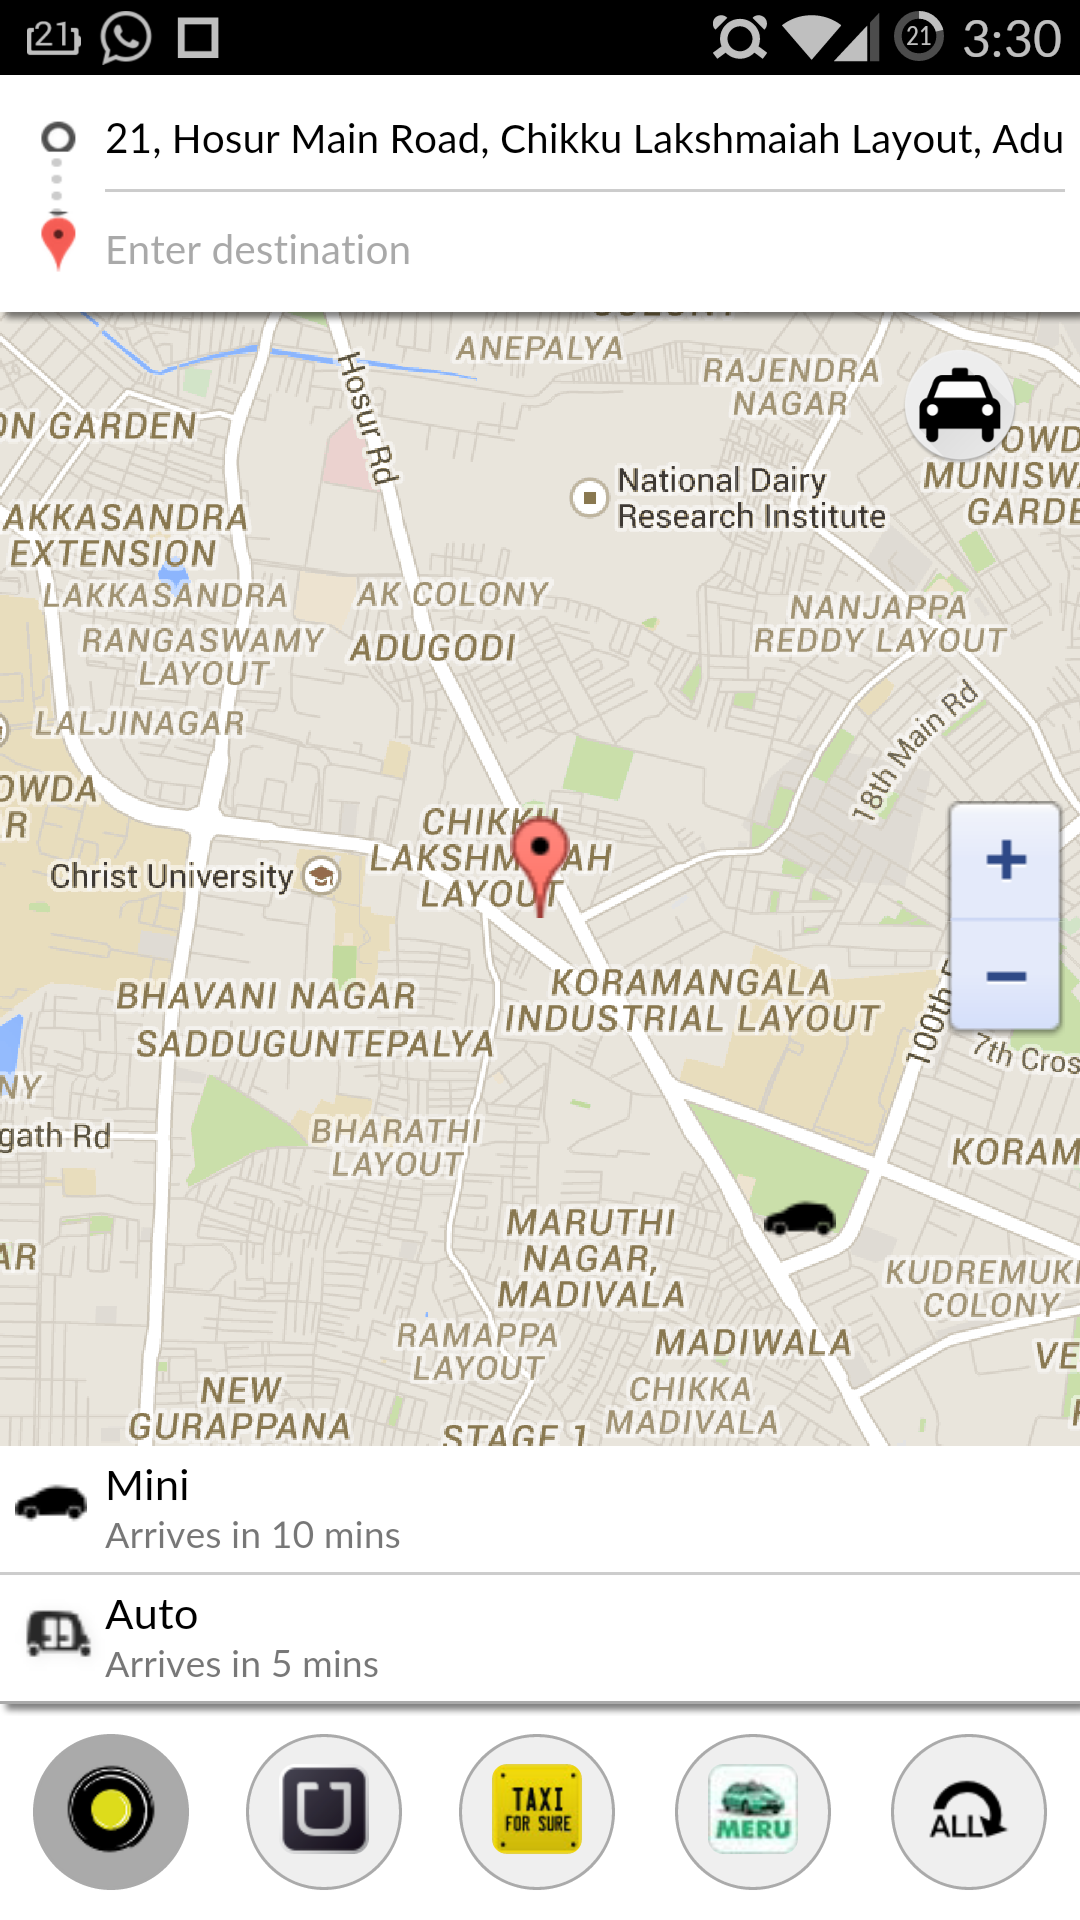 21
21
3:30
21, Hosur Main Road, Chikku Lakshmaiah Layout, Adu
Enter destination
ANEPALYA
RAJENDRA
NAGAR
Hosur Rd
ON GARDEN
OWD
MUNISW
GARDE
National Dairy
Research Institute
AKKASANDRA
EXTENSION
LAKKASANDRA
AK COLONY
NANJAPPA
REDDY LAYOUT
RANGASWAMY
LAYOUT
ADUGODI
LALJINAGAR
18th Main Rd
OWDA
R
CHIKKU
LAKSHM AH
LAYOUT
Christ University
+
−
BHAVANI NAGAR
KORAMANGALA
INDUSTRIAL LAYOUT
SADDUGUNTEPALYA
100th
7th Cros
NY
gath Rd
BHARATHI
LAYOUT
KORAM
MARUTHI
NAGAR,
MADIVALA
AR
KUDREMUK
COLONY
RAMAPPA
LAYOUT
MADIWALA
VE
NEW
GURAPPANA
CHIKKA
MADIVALA
STAGE 1
Mini
Arrives in 10 mins
Auto
Arrives in 5 mins
TAXI
FOR SURE
MERU
ALL